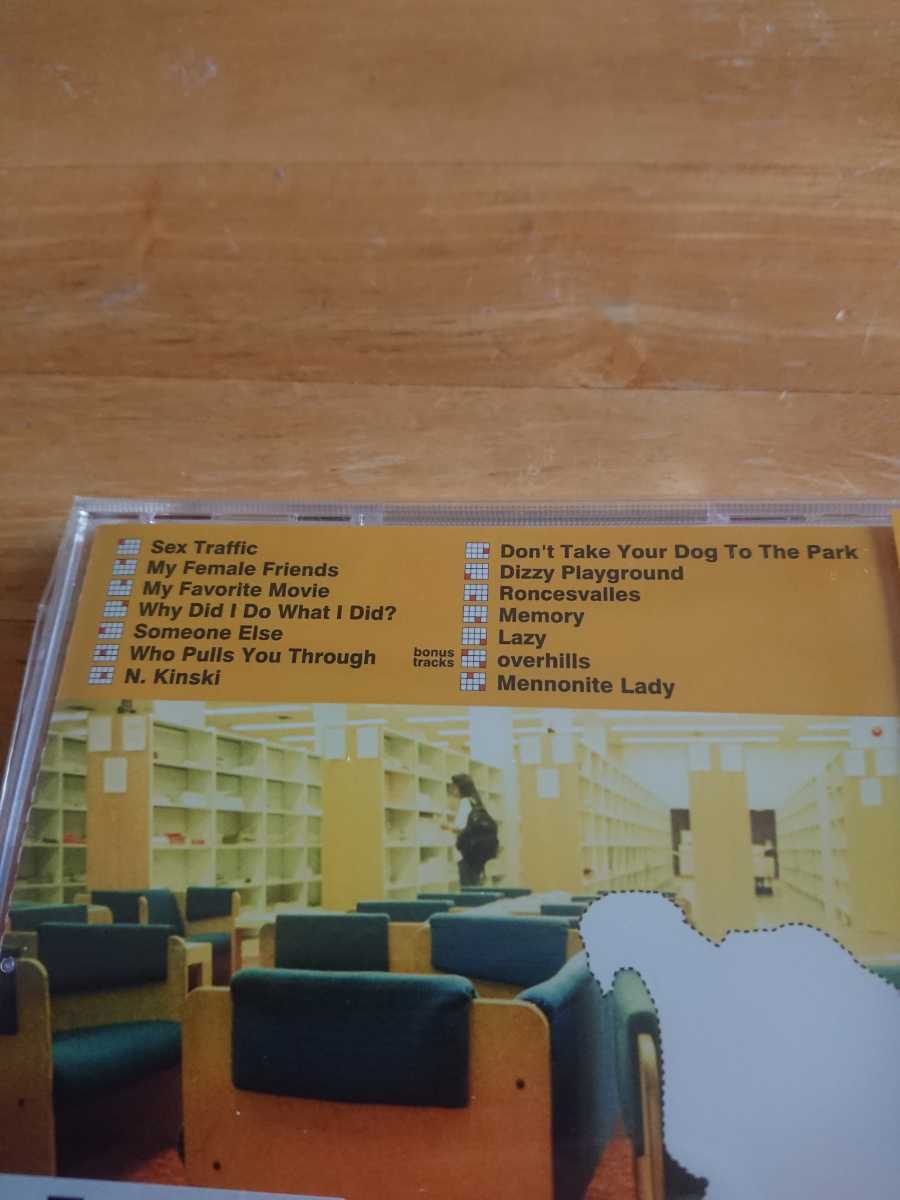 Sex Traffic
My Female Friends
My Favorite Movie
Why Did I Do What I Did?
Someone Else
Who Pulls You Through
N. Kinski
Don't Take Your Dog To The Park
Dizzy Playground
Roncesvalles
Memory
Lazy
bonus
tracks
overhills
Mennonite Lady